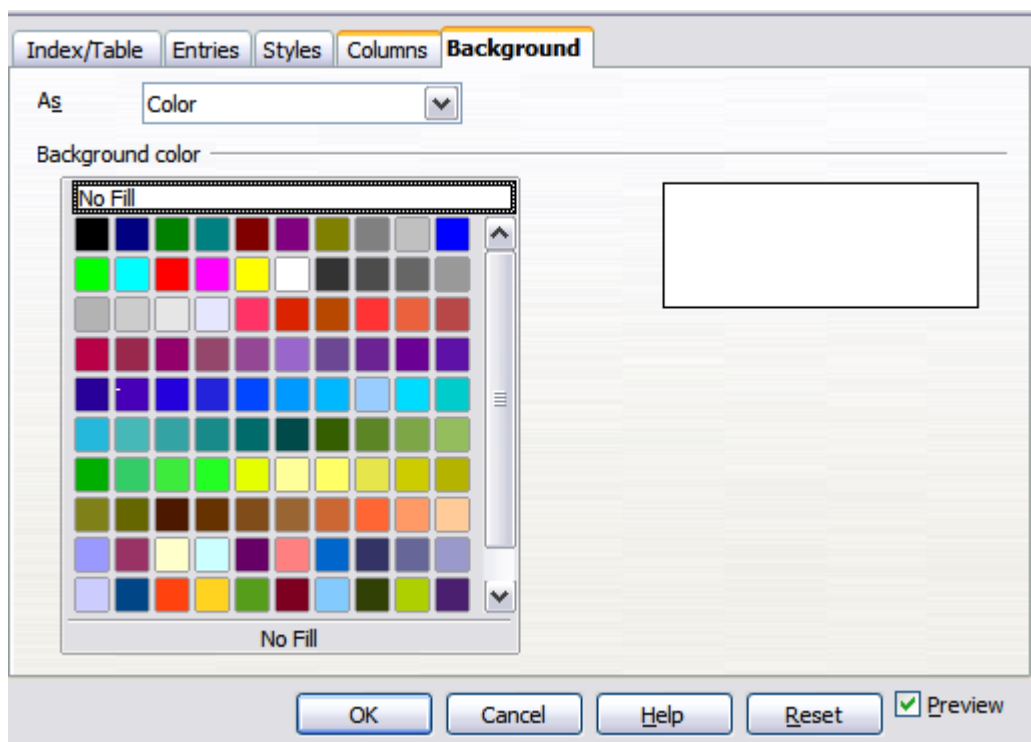 Index/Table Entries Styles Columns Background
As Color
Background color
No Fill
No Fill
OK Cancel Help Reset Preview